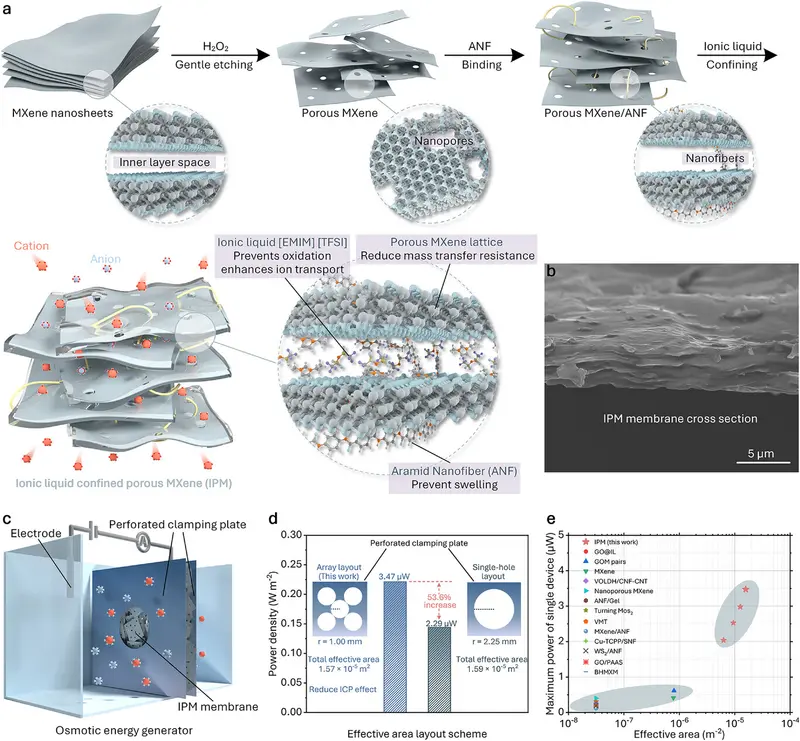 a
H₂O₂
Gentle etching
ANF
Binding
Ionic liquid
Confining
MXene nanosheets
Porous MXene
Porous MXene/ANF
Inner layer space
Nanopores
Nanofibers
Cation
Anion
Ionic liquid [EMIM] [TFSI]
Prevents oxidation
enhances ion transport
Porous MXene lattice
Reduce mass transfer resistance
Aramid Nanofiber (ANF)
Prevent swelling
Ionic liquid confined porous MXene (IPM)
b
IPM membrane cross section
5 μm
c
Electrode
Perforated clamping plate
A
IPM membrane
Osmotic energy generator
d
Power density (W m⁻²)
0.30
0.25
0.20
0.15
0.10
0.05
0.00
Perforated clamping plate
Array layout
(This work)
r = 1.00 mm
Total effective area
1.57 × 10⁻⁵ m²
Reduce ICP effect
3.47 μW
53.6%
increase
2.29 μW
Single-hole
layout
r = 2.25 mm
Total effective area
1.59 × 10⁻⁵ m²
Effective area layout scheme
e
Maximum power of single device (μW)
5
4
3
2
1
0
IPM (this work)
GO@IL
GOM pairs
MXene
VOLDH/CNF-CNT
Nanoporous MXene
ANF/Gel
Turning Mos₂
VMT
MXene/ANF
Cu-TCPP/SNF
WS₂/ANF
GO/PAAS
BHMXM
10⁻⁸
10⁻⁷
10⁻⁶
10⁻⁵
10⁻⁴
Effective area (m⁻²)